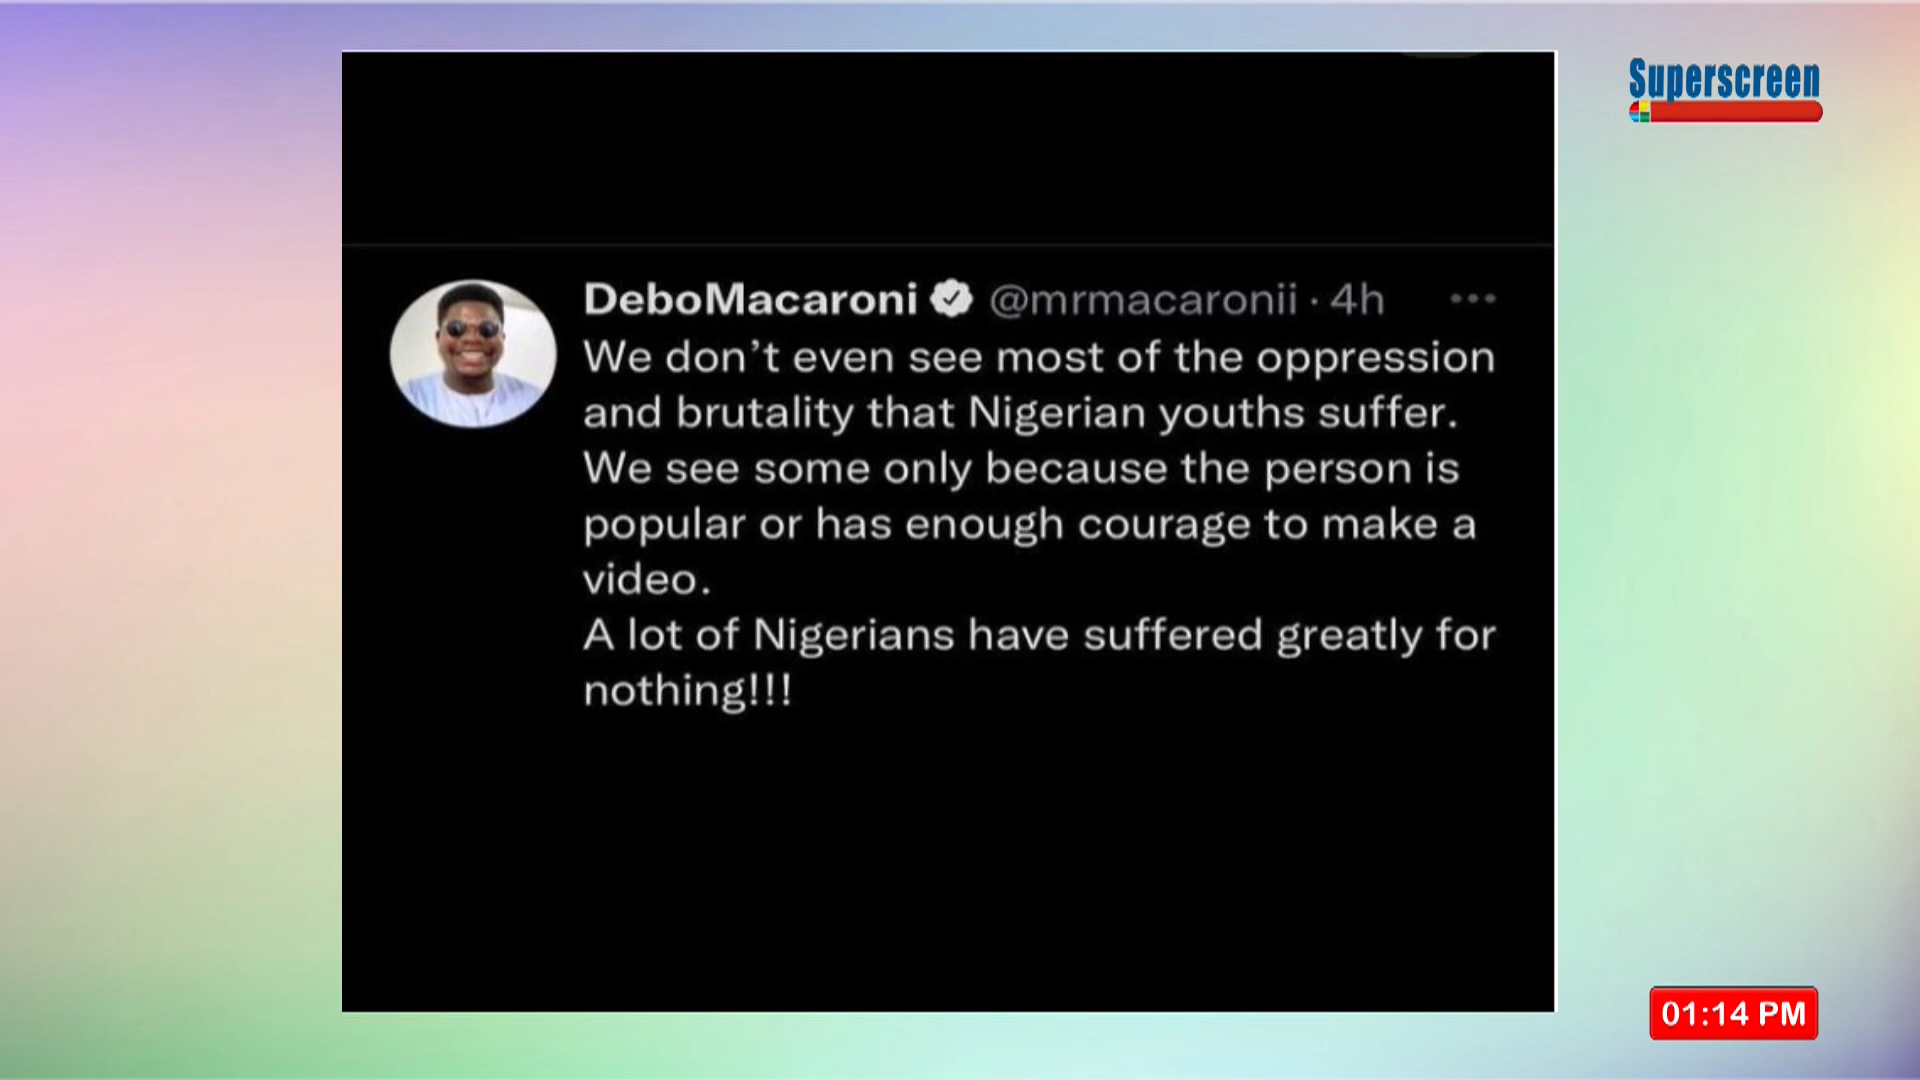 Superscreen
DeboMacaroni @mrmacaronii · 4h
We don’t even see most of the oppression
and brutality that Nigerian youths suffer.
We see some only because the person is
popular or has enough courage to make a
video.
A lot of Nigerians have suffered greatly for
nothing!!!
01:14 PM